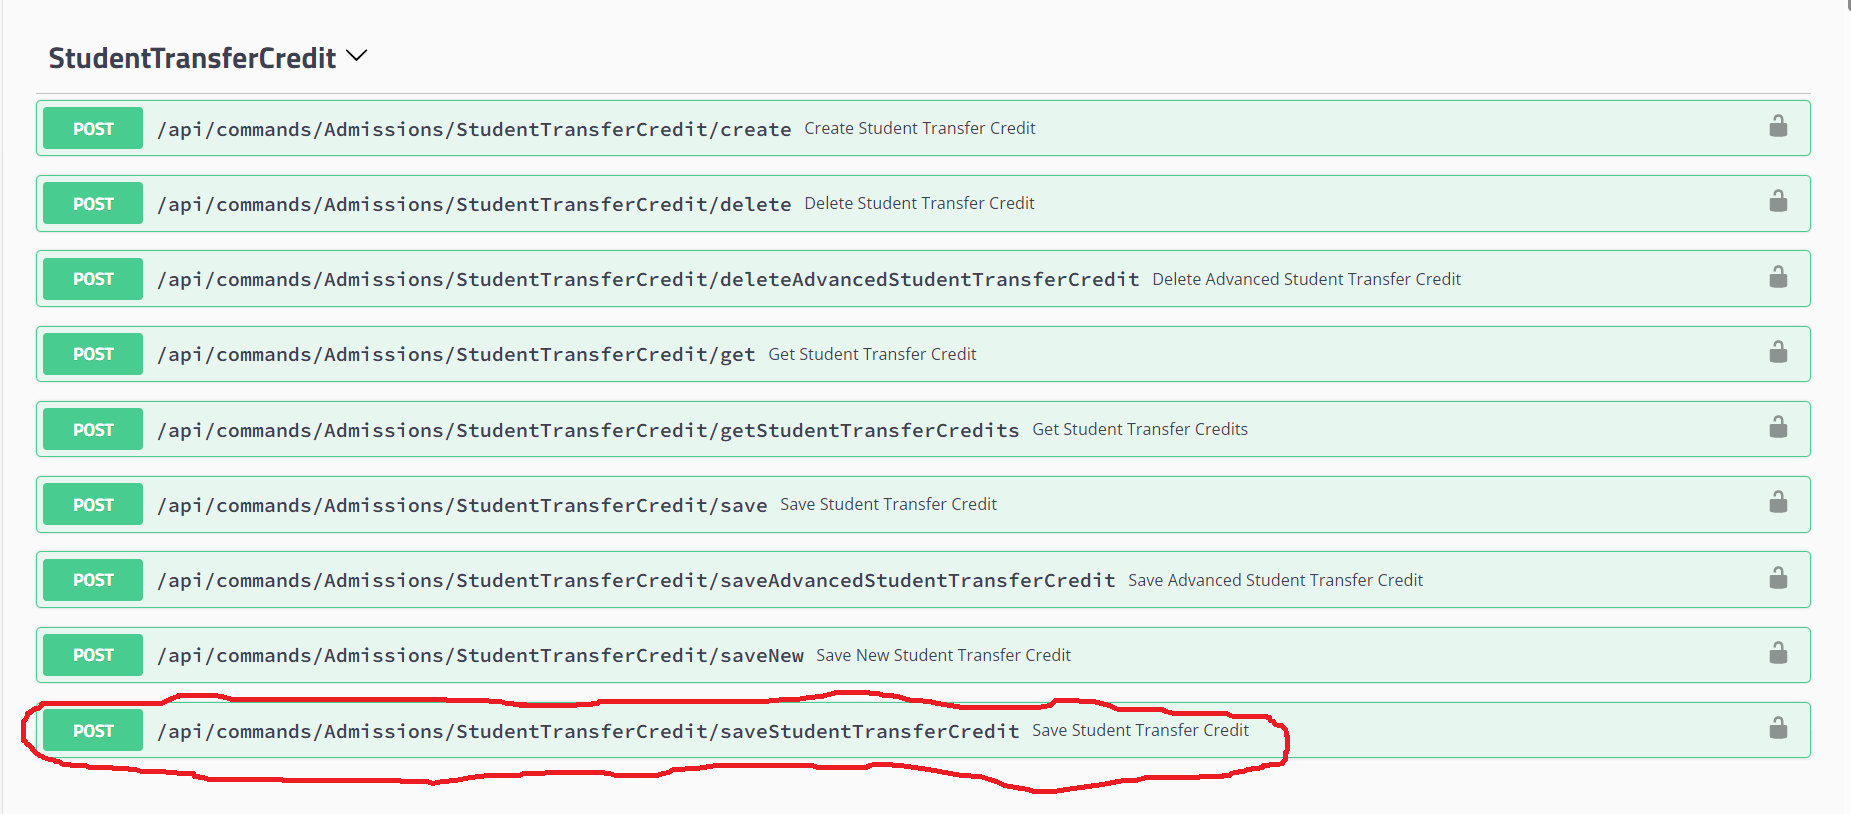 StudentTransferCredit
POST /api/commands/Admissions/StudentTransferCredit/create Create Student Transfer Credit
POST /api/commands/Admissions/StudentTransferCredit/delete Delete Student Transfer Credit
POST /api/commands/Admissions/StudentTransferCredit/deleteAdvancedStudentTransferCredit Delete Advanced Student Transfer Credit
POST /api/commands/Admissions/StudentTransferCredit/get Get Student Transfer Credit
POST /api/commands/Admissions/StudentTransferCredit/getStudentTransferCredits Get Student Transfer Credits
POST /api/commands/Admissions/StudentTransferCredit/save Save Student Transfer Credit
POST /api/commands/Admissions/StudentTransferCredit/saveAdvancedStudentTransferCredit Save Advanced Student Transfer Credit
POST /api/commands/Admissions/StudentTransferCredit/saveNew Save New Student Transfer Credit
POST /api/commands/Admissions/StudentTransferCredit/saveStudentTransferCredit Save Student Transfer Credit